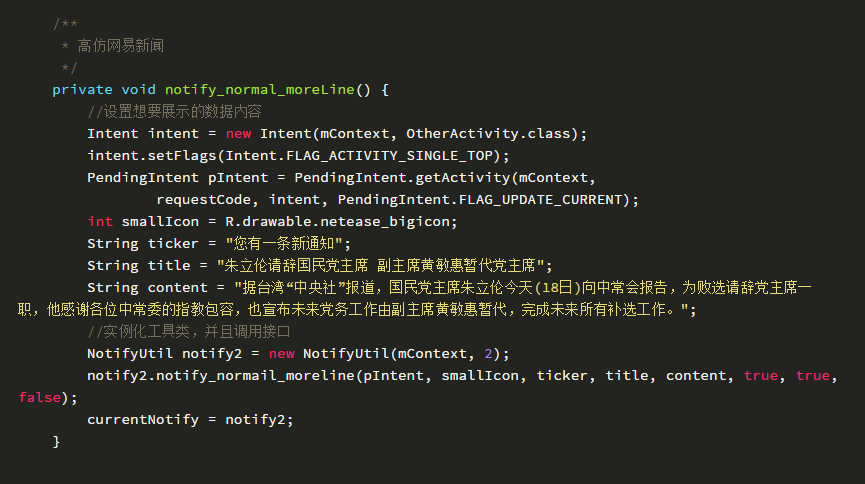 /**
 * 高仿网易新闻
 */
private void notify_normal_moreLine() {
//设置想要展示的数据内容
Intent intent = new Intent(mContext, OtherActivity.class);
intent.setFlags(Intent.FLAG_ACTIVITY_SINGLE_TOP);
PendingIntent pIntent = PendingIntent.getActivity(mContext,
requestCode, intent, PendingIntent.FLAG_UPDATE_CURRENT);
int smallIcon = R.drawable.netease_bigicon;
String ticker = "您有一条新通知";
String title = "朱立伦请辞国民党主席 副主席黄敏惠暂代党主席";
String content = "据台湾“中央社”报道，国民党主席朱立伦今天(18日)向中常会报告，为败选请辞党主席一
职，他感谢各位中常委的指教包容，也宣布未来党务工作由副主席黄敏惠暂代，完成未来所有补选工作。";
//实例化工具类，并且调用接口
NotifyUtil notify2 = new NotifyUtil(mContext, 2);
notify2.notify_normail_moreline(pIntent, smallIcon, ticker, title, content, true, true,
false);
currentNotify = notify2;
}